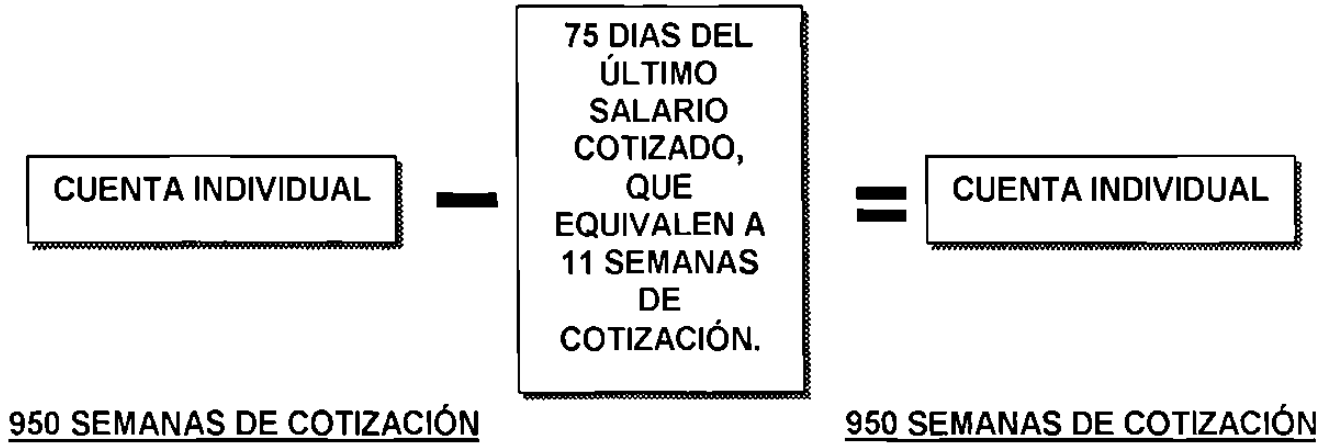 CUENTA INDIVIDUAL
75 DIAS DEL
ÚLTIMO
SALARIO
COTIZADO,
QUE
EQUIVALEN A
11 SEMANAS
DE
COTIZACIÓN.
CUENTA INDIVIDUAL
950 SEMANAS DE COTIZACIÓN
950 SEMANAS DE COTIZACIÓN